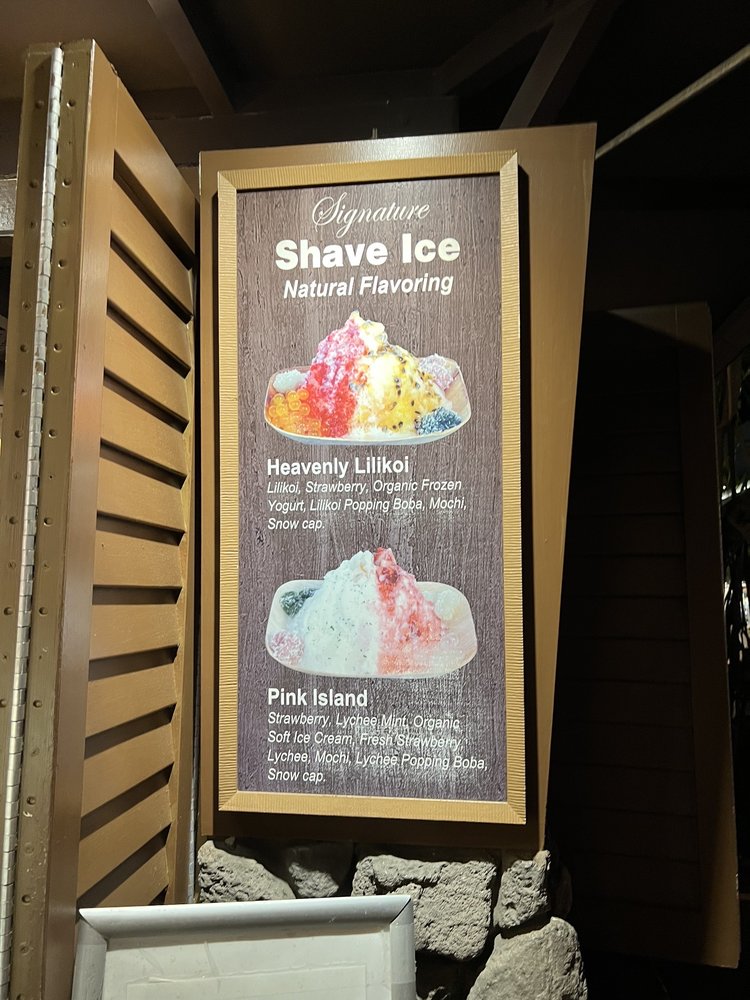 Signature
Shave Ice
Natural Flavoring
Heavenly Lilikoi
Lilikoi, Strawberry, Organic Frozen
Yogurt, Lilikoi Popping Boba, Mochi,
Snow cap.
Pink Island
Strawberry, Lychee Mint, Organic
Soft Ice Cream, Fresh Strawberry,
Lychee, Mochi, Lychee Popping Boba,
Snow cap.